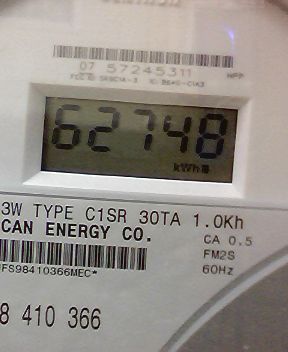 07 57245311
HPP
62748
kWh
3W TYPE C1SR 30TA 1.0Kh
CAN ENERGY CO.
CA 0.5
FM2S
60Hz
FS98410366MEC*
8 410 366